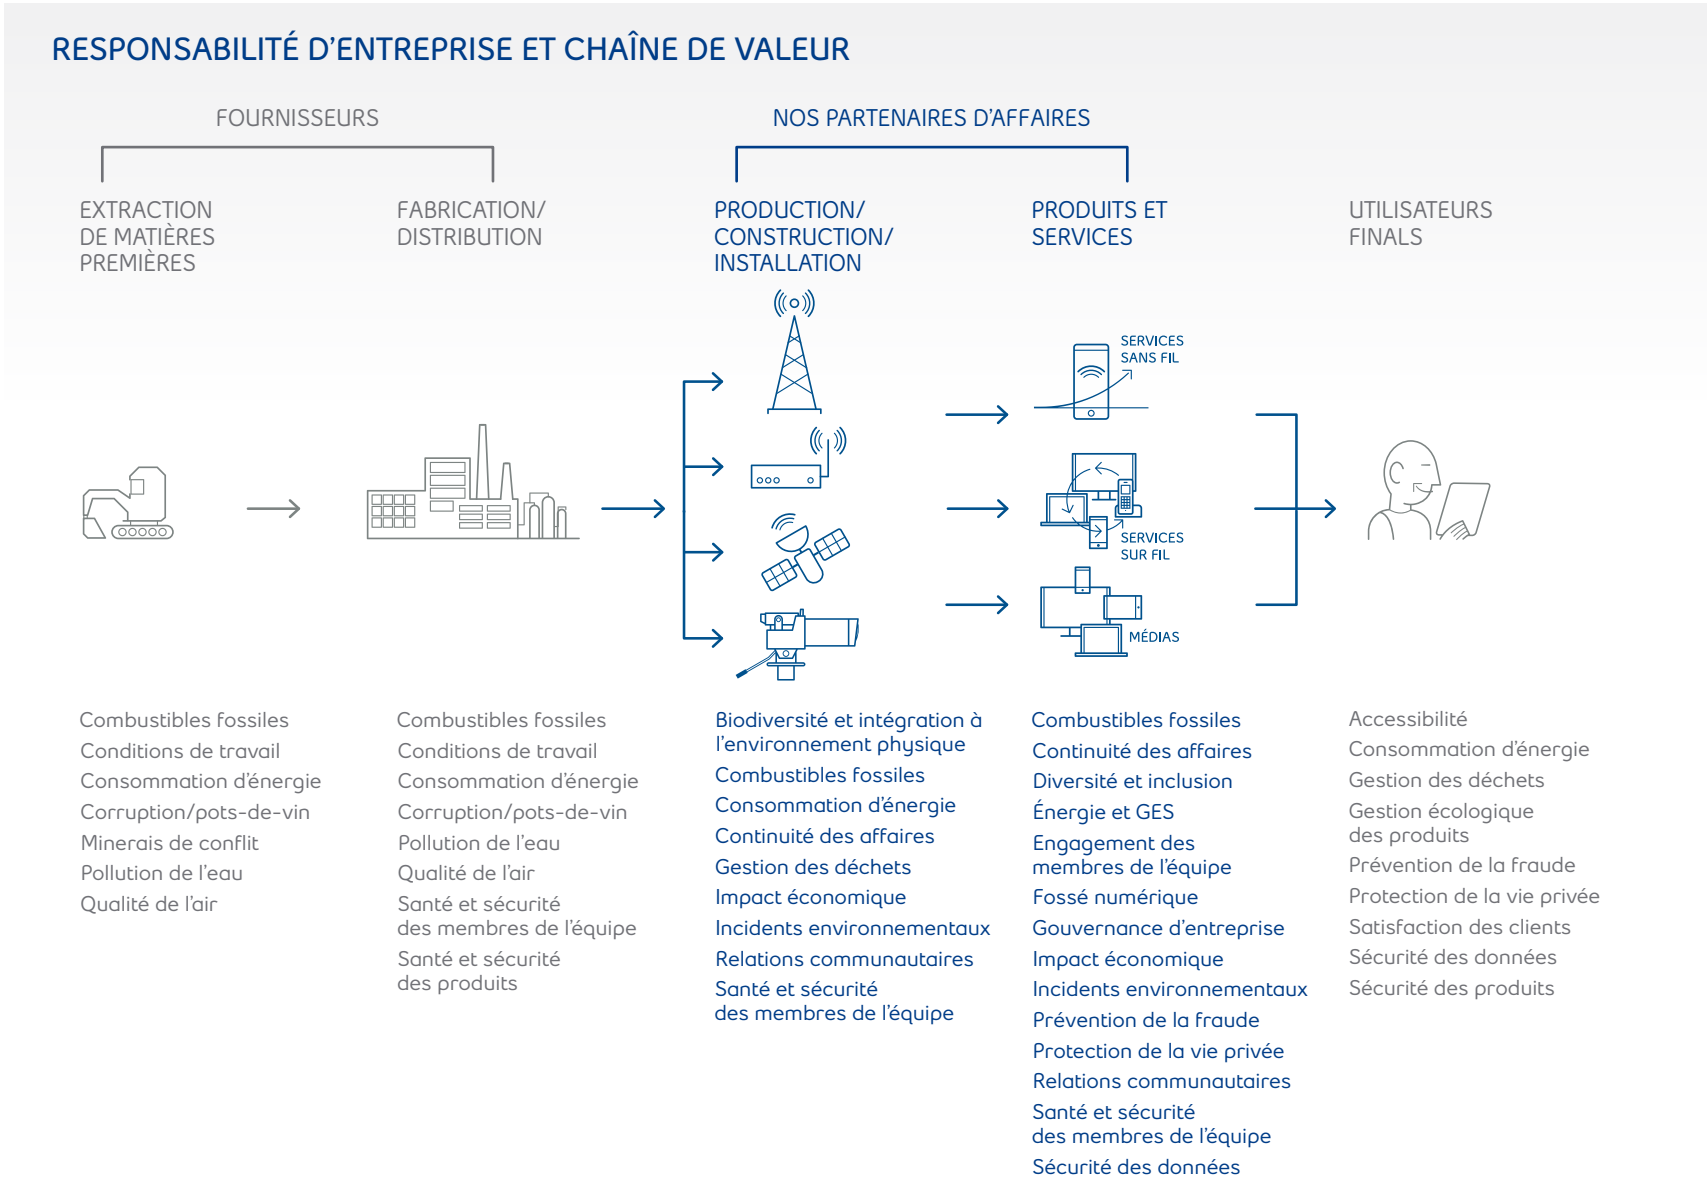 RESPONSABILITÉ D'ENTREPRISE ET CHAÎNE DE VALEUR
FOURNISSEURS
NOS PARTENAIRES D'AFFAIRES
EXTRACTION
DE MATIÈRES
PREMIÈRES
FABRICATION/
DISTRIBUTION
PRODUCTION/
CONSTRUCTION/
INSTALLATION
PRODUITS ET
SERVICES
UTILISATEURS
FINALS
SERVICES
SANS FIL
SERVICES
SUR FIL
MÉDIAS
Combustibles fossiles
Conditions de travail
Consommation d'énergie
Corruption/pots-de-vin
Minerais de conflit
Pollution de l'eau
Qualité de l'air
Combustibles fossiles
Conditions de travail
Consommation d'énergie
Corruption/pots-de-vin
Pollution de l'eau
Qualité de l'air
Santé et sécurité
des membres de l'équipe
Santé et sécurité
des produits
Biodiversité et intégration à
l'environnement physique
Combustibles fossiles
Consommation d'énergie
Continuité des affaires
Gestion des déchets
Impact économique
Incidents environnementaux
Relations communautaires
Santé et sécurité
des membres de l'équipe
Combustibles fossiles
Continuité des affaires
Diversité et inclusion
Énergie et GES
Engagement des
membres de l'équipe
Fossé numérique
Gouvernance d'entreprise
Impact économique
Incidents environnementaux
Prévention de la fraude
Protection de la vie privée
Relations communautaires
Santé et sécurité
des membres de l'équipe
Sécurité des données
Accessibilité
Consommation d'énergie
Gestion des déchets
Gestion écologique
des produits
Prévention de la fraude
Protection de la vie privée
Satisfaction des clients
Sécurité des données
Sécurité des produits